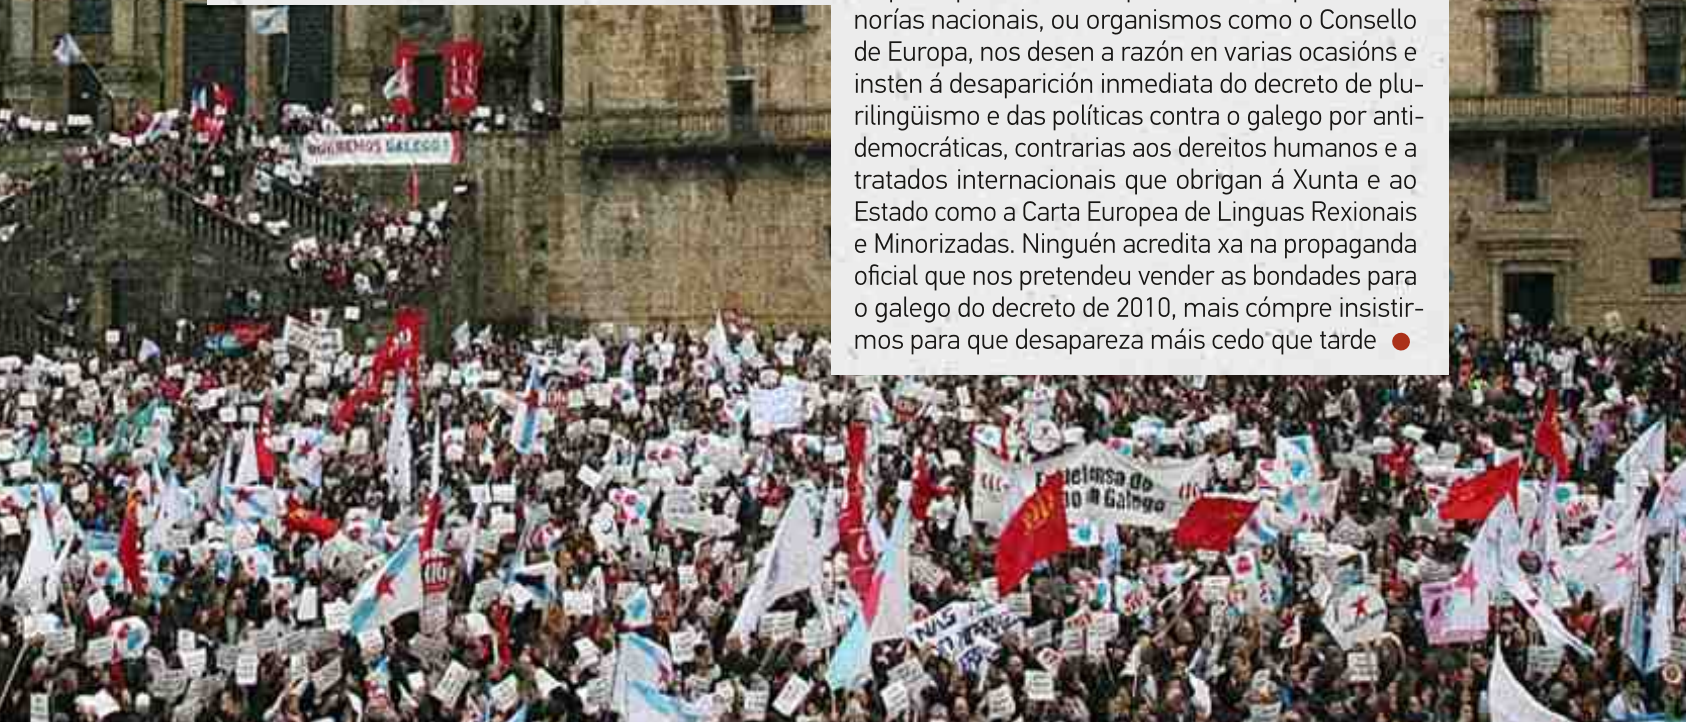 norías nacionais, ou organismos como o Consello
de Europa, nos desen a razón en varias ocasións e
insten á desaparición inmediata do decreto de plu-
rilingüismo e das políticas contra o galego por anti-
democráticas, contrarias aos dereitos humanos e a
tratados internacionais que obrigan á Xunta e ao
Estado como a Carta Europea de Linguas Rexionais
e Minorizadas. Ninguén acredita xa na propaganda
oficial que nos pretendeu vender as bondades para
o galego do decreto de 2010, mais cómpre insistir-
mos para que desapareza máis cedo que tarde
QUEREMOS GALEGO!
defensa do
Galego
NAS